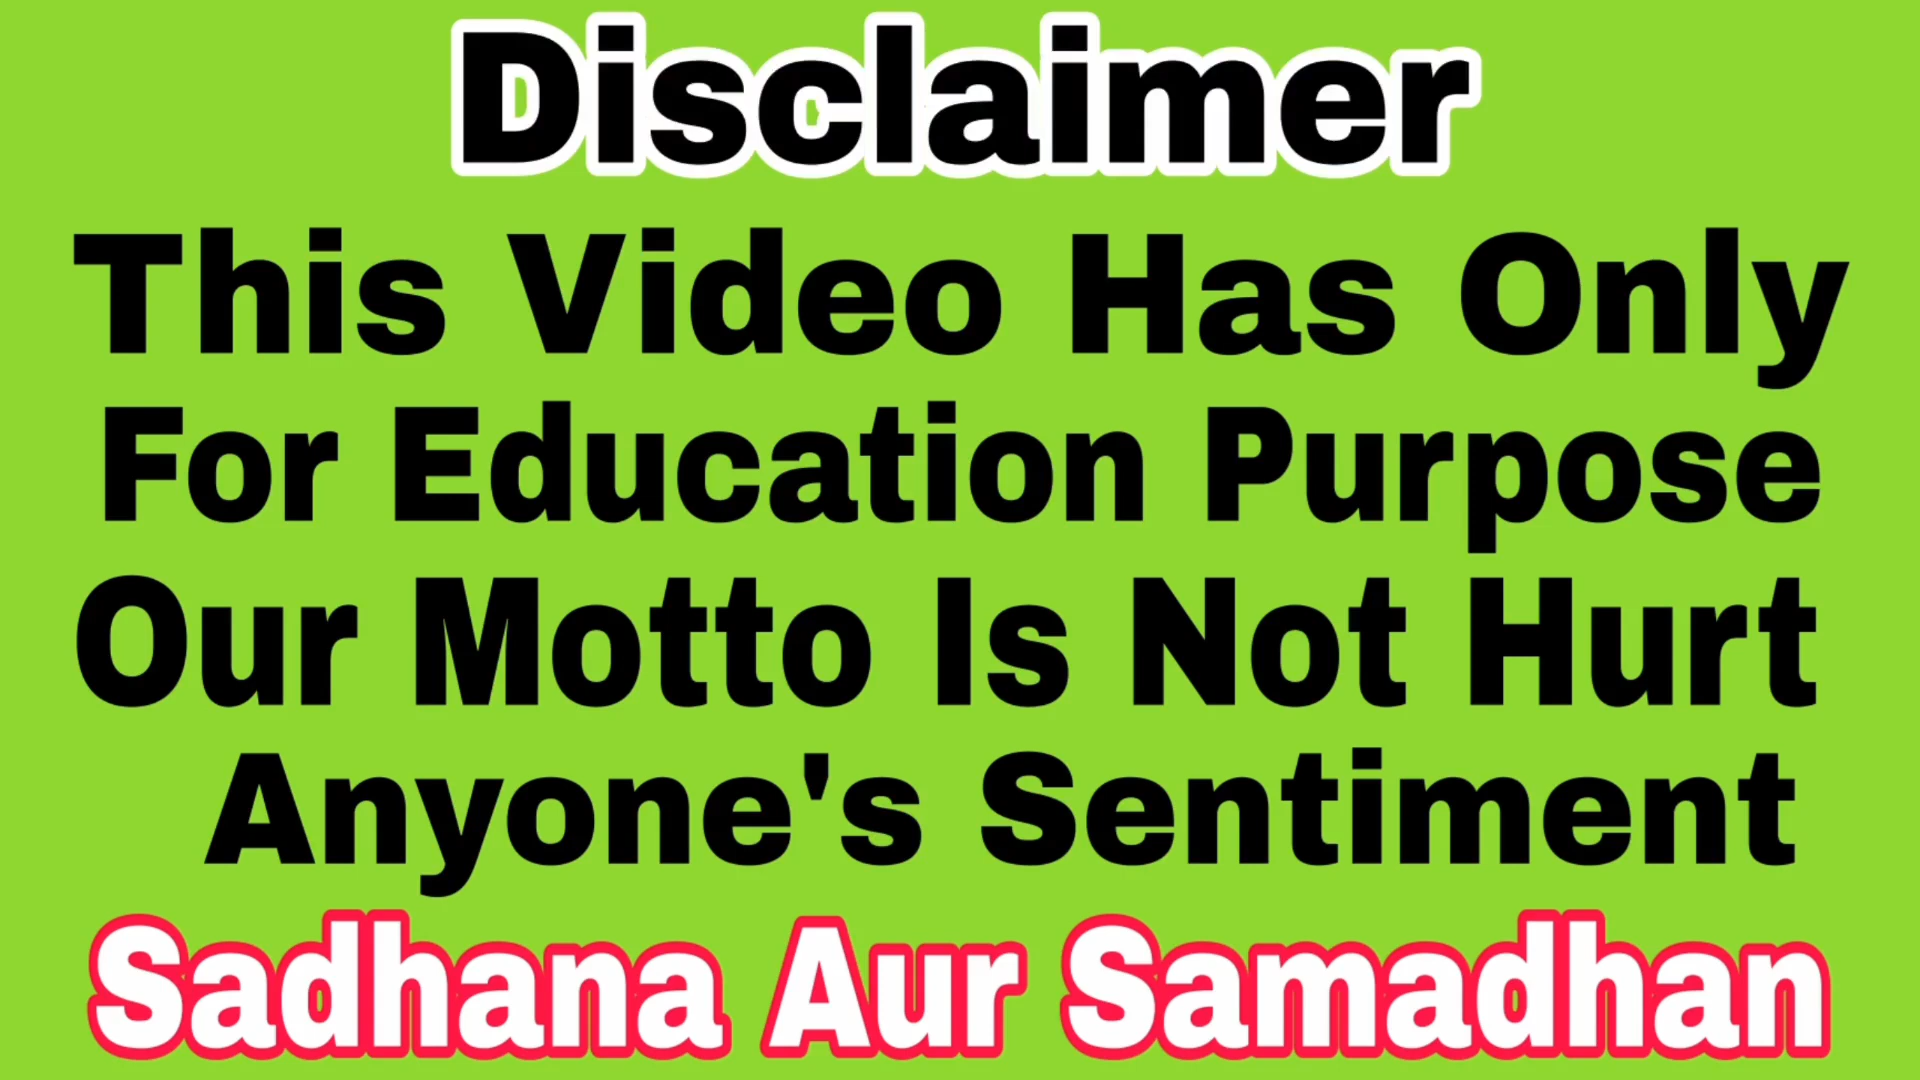 Disclaimer
This Video Has Only
For Education Purpose
Our Motto Is Not Hurt
Anyone's Sentiment
Sadhana Aur Samadhan